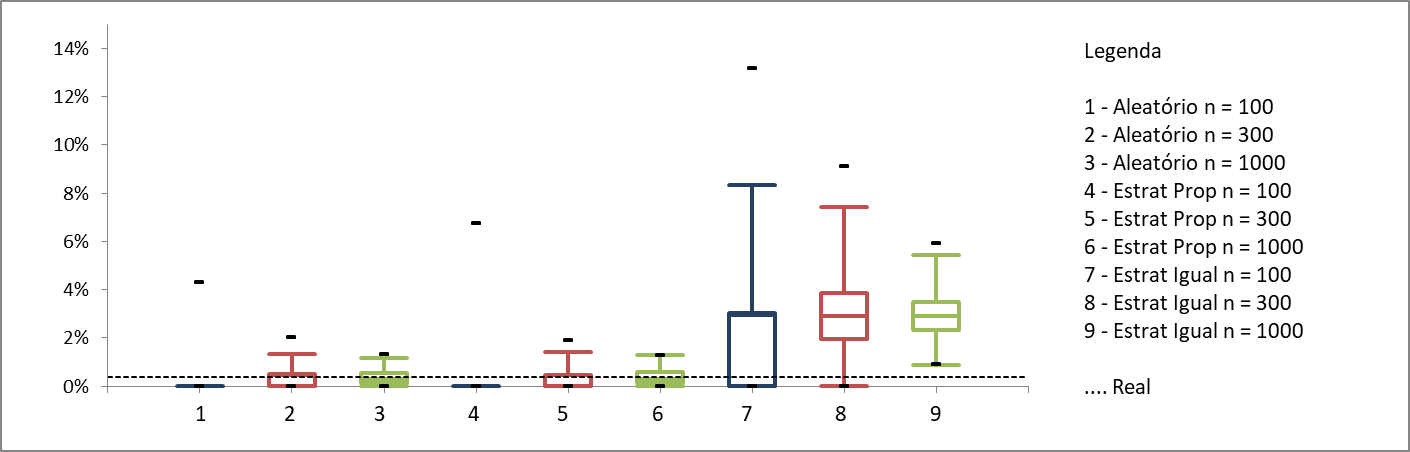 14%
12%
10%
8%
6%
4%
2%
0%
1 2 3 4 5 6 7 8 9
Legenda
1 - Aleatório n = 100
2 - Aleatório n = 300
3 - Aleatório n = 1000
4 - Estrat Prop n = 100
5 - Estrat Prop n = 300
6 - Estrat Prop n = 1000
7 - Estrat Igual n = 100
8 - Estrat Igual n = 300
9 - Estrat Igual n = 1000
.... Real